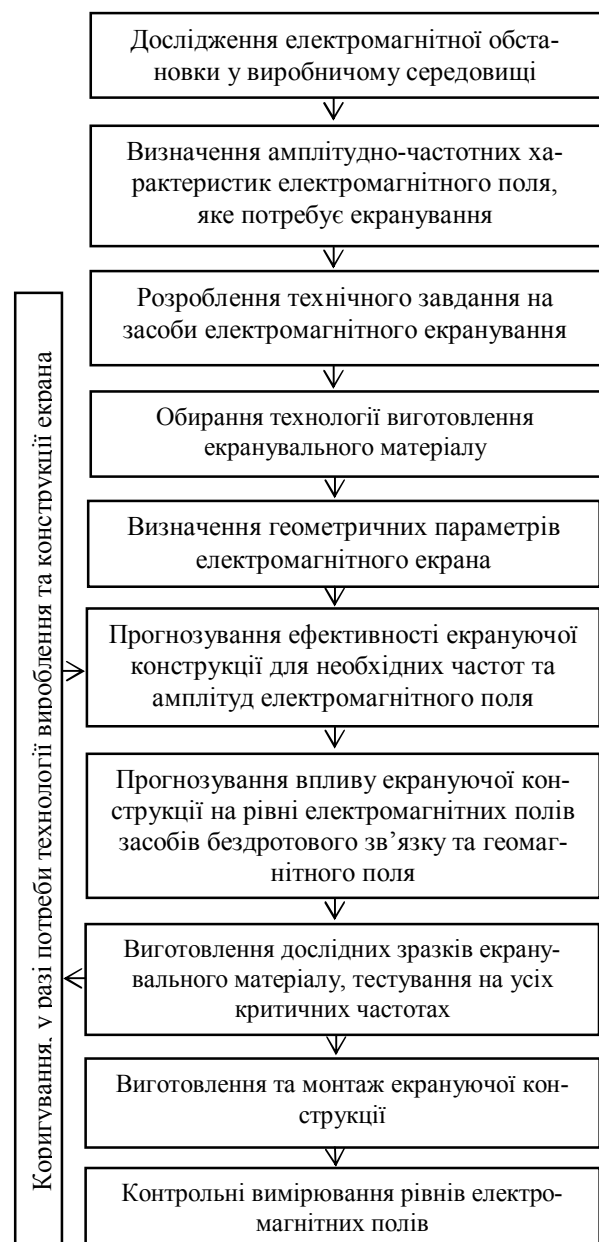 Дослідження електромагнітної обста-
новки у виробничому середовищі
Визначення амплітудно-частотних ха-
рактеристик електромагнітного поля,
яке потребує екранування
Розроблення технічного завдання на
засоби електромагнітного екранування
Обирання технології виготовлення
екранувального матеріалу
Визначення геометричних параметрів
електромагнітного екрана
Прогнозування ефективності екрануючої
конструкції для необхідних частот та
амплітуд електромагнітного поля
Прогнозування впливу екрануючої кон-
струкції на рівні електромагнітних полів
засобів бездротового зв’язку та геомаг-
нітного поля
Виготовлення дослідних зразків екрану-
вального матеріалу, тестування на усіх
критичних частотах
Виготовлення та монтаж екрануючої кон-
струкції
Контрольні вимірювання рівнів електро-
магнітних полів
Коригування, у разі потреби технології вироблення та конструкції екрана